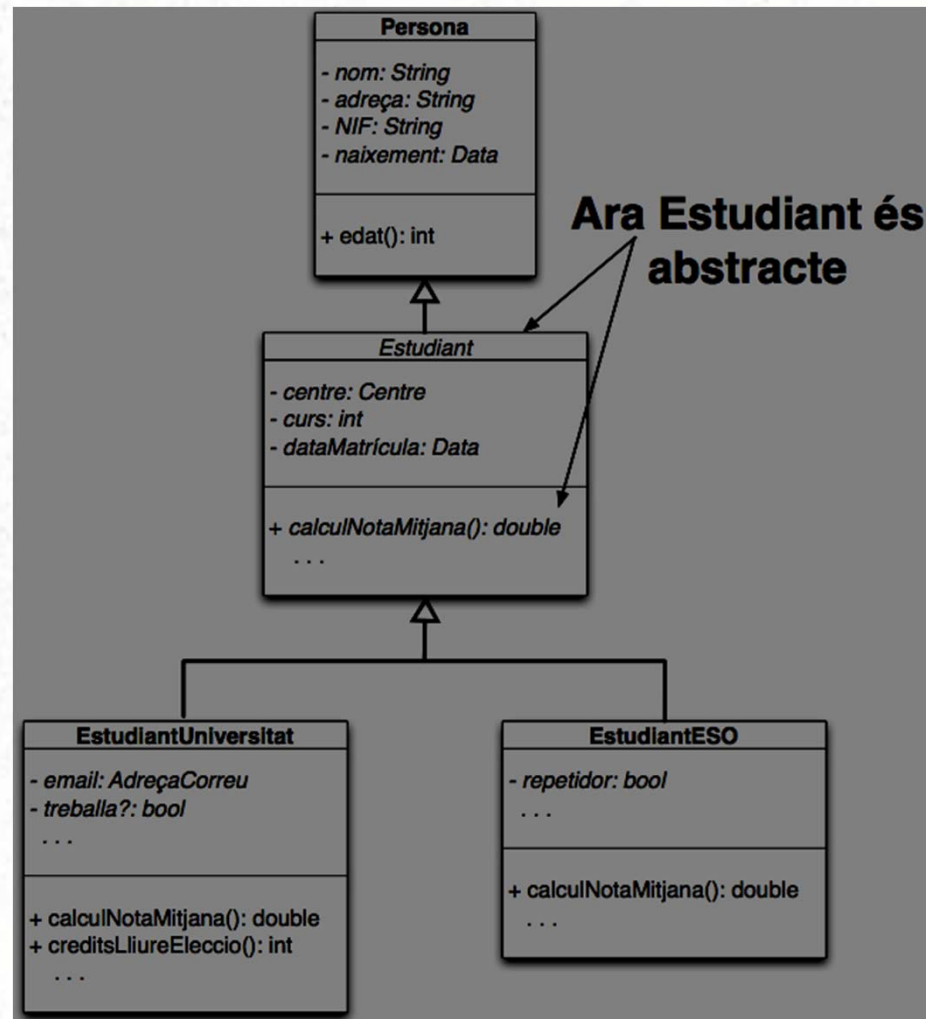 Persona
- nom: String
- adreça: String
- NIF: String
- naixement: Data
+ edat(): int
Ara Estudiant és
abstracte
Estudiant
- centre: Centre
- curs: int
- dataMatrícula: Data
+ calculNotaMitjana(): double
. . .
EstudiantUniversitat
- email: AdreçaCorreu
- treballa?: bool
. . .
+ calculNotaMitjana(): double
+ creditsLliureEleccio(): int
. . .
EstudiantESO
- repetidor: bool
. . .
+ calculNotaMitjana(): double
. . .